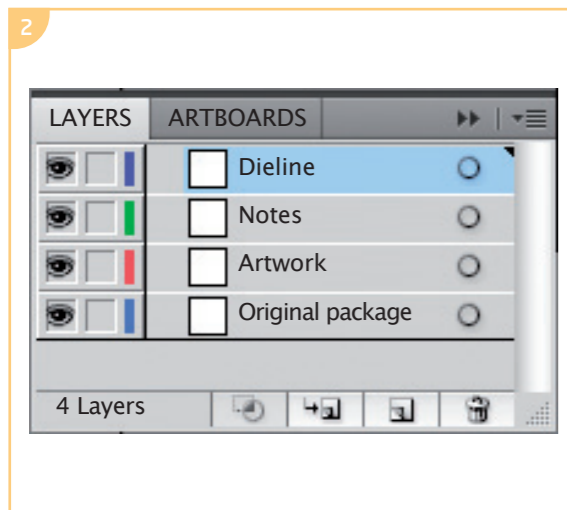 2
LAYERS ARTBOARDS
Dieline
Notes
Artwork
Original package
4 Layers